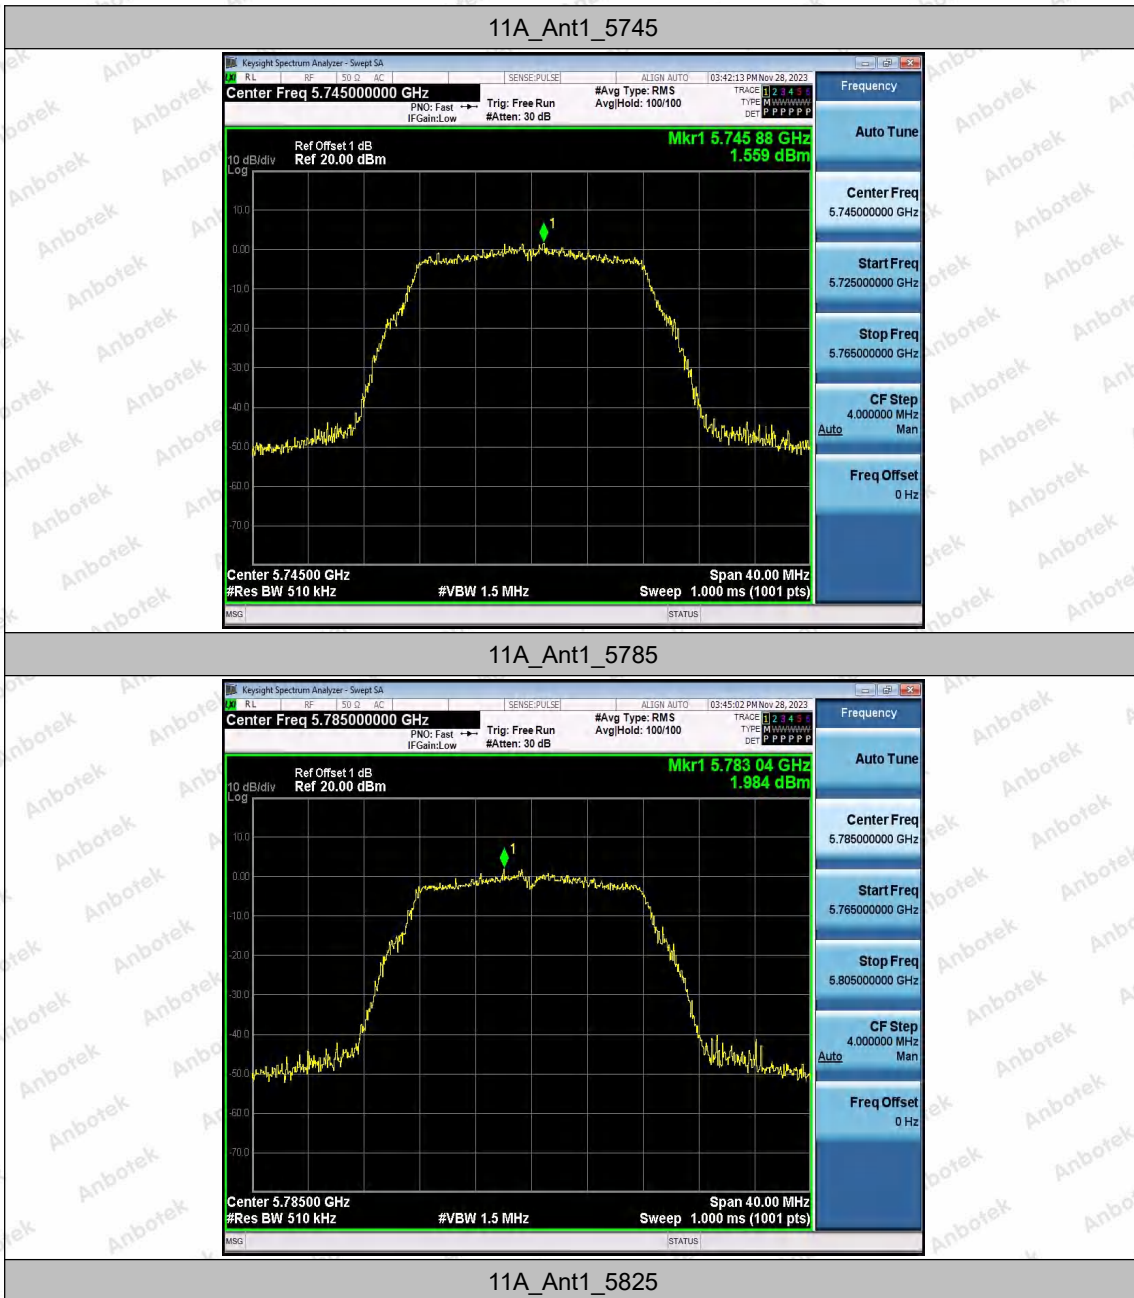 11A_Ant1_5745
Keysight Spectrum Analyzer - Swept SA
LXI RL RF 50 Ω AC SENSE:PULSE ALIGN AUTO 03:42:13 PM Nov 28, 2023
Center Freq 5.745000000 GHz
PNO: Fast
IFGain:Low
Trig: Free Run
#Atten: 30 dB
#Avg Type: RMS
Avg|Hold: 100/100
TRACE 1 2 3 4 5 6
TYPE M W W W W W
DET P P P P P P
Frequency
Mkr1 5.745 88 GHz
1.559 dBm
Ref Offset 1 dB
10 dB/div Ref 20.00 dBm
Log
10.0
0.00
-10.0
-20.0
-30.0
-40.0
-50.0
-60.0
-70.0
1
Center 5.74500 GHz Span 40.00 MHz
#Res BW 510 kHz #VBW 1.5 MHz Sweep 1.000 ms (1001 pts)
MSG STATUS
Auto Tune
Center Freq
5.745000000 GHz
Start Freq
5.725000000 GHz
Stop Freq
5.765000000 GHz
CF Step
4.000000 MHz
Auto Man
Freq Offset
0 Hz
11A_Ant1_5785
Keysight Spectrum Analyzer - Swept SA
LXI RL RF 50 Ω AC SENSE:PULSE ALIGN AUTO 03:45:02 PM Nov 28, 2023
Center Freq 5.785000000 GHz
PNO: Fast
IFGain:Low
Trig: Free Run
#Atten: 30 dB
#Avg Type: RMS
Avg|Hold: 100/100
TRACE 1 2 3 4 5 6
TYPE M W W W W W
DET P P P P P P
Frequency
Mkr1 5.783 04 GHz
1.984 dBm
Ref Offset 1 dB
10 dB/div Ref 20.00 dBm
Log
10.0
0.00
-10.0
-20.0
-30.0
-40.0
-50.0
-60.0
-70.0
1
Center 5.78500 GHz Span 40.00 MHz
#Res BW 510 kHz #VBW 1.5 MHz Sweep 1.000 ms (1001 pts)
MSG STATUS
Auto Tune
Center Freq
5.785000000 GHz
Start Freq
5.765000000 GHz
Stop Freq
5.805000000 GHz
CF Step
4.000000 MHz
Auto Man
Freq Offset
0 Hz
11A_Ant1_5825
Anbotek